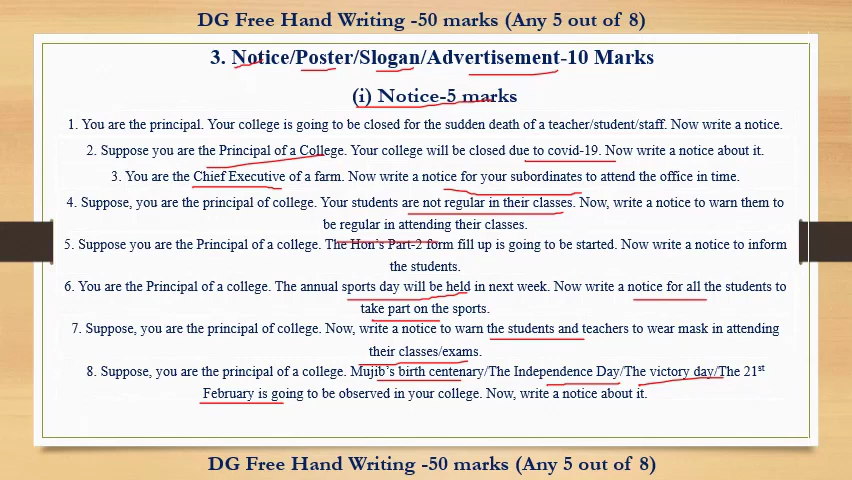 DG Free Hand Writing -50 marks (Any 5 out of 8)
3. Notice/Poster/Slogan/Advertisement-10 Marks
(i) Notice-5 marks
1. You are the principal. Your college is going to be closed for the sudden death of a teacher/student/staff. Now write a notice.
2. Suppose you are the Principal of a College. Your college will be closed due to covid-19. Now write a notice about it.
3. You are the Chief Executive of a farm. Now write a notice for your subordinates to attend the office in time.
4. Suppose, you are the principal of college. Your students are not regular in their classes. Now, write a notice to warn them to
be regular in attending their classes.
5. Suppose you are the Principal of a college. The Hon's Part-2 form fill up is going to be started. Now write a notice to inform
the students.
6. You are the Principal of a college. The annual sports day will be held in next week. Now write a notice for all the students to
take part on the sports.
7. Suppose, you are the principal of college. Now, write a notice to warn the students and teachers to wear mask in attending
their classes/exams.
8. Suppose, you are the principal of a college. Mujib's birth centenary/The Independence Day/The victory day/The 21st
February is going to be observed in your college. Now, write a notice about it.
DG Free Hand Writing -50 marks (Any 5 out of 8)